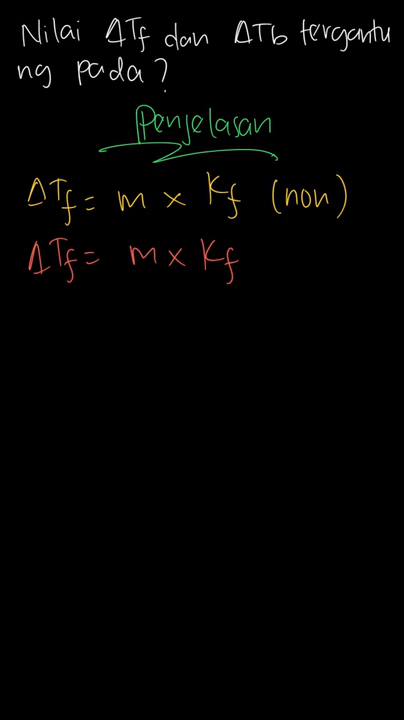 Nilai ΔTf dan ΔTb tergantu
ng pada?
Penjelasan
ΔTf = m x Kf (non)
ΔTf = m x Kf